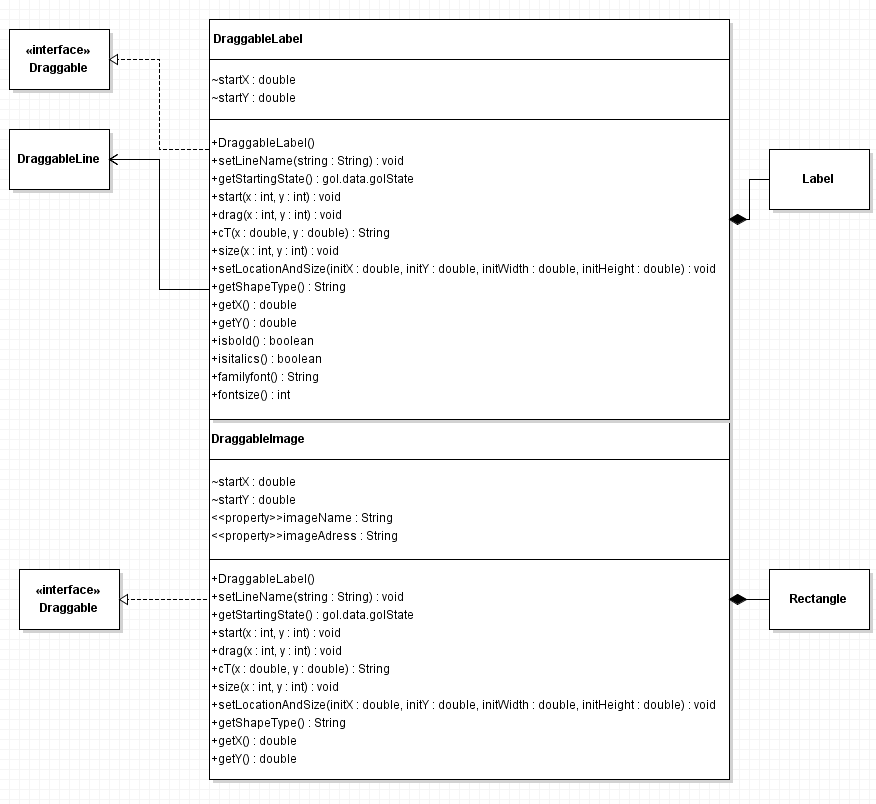 «interface»
Draggable
DraggableLine
DraggableLabel
~startX : double
~startY : double
+DraggableLabel()
+setLineName(string : String) : void
+getStartingState() : gol.data.golState
+start(x : int, y : int) : void
+drag(x : int, y : int) : void
+cT(x : double, y : double) : String
+size(x : int, y : int) : void
+setLocationAndSize(initX : double, initY : double, initWidth : double, initHeight : double) : void
+getShapeType() : String
+getX() : double
+getY() : double
+isbold() : boolean
+isitalics() : boolean
+familyfont() : String
+fontsize() : int
Label
DraggableImage
~startX : double
~startY : double
<<property>>imageName : String
<<property>>imageAdress : String
+DraggableLabel()
+setLineName(string : String) : void
+getStartingState() : gol.data.golState
+start(x : int, y : int) : void
+drag(x : int, y : int) : void
+cT(x : double, y : double) : String
+size(x : int, y : int) : void
+setLocationAndSize(initX : double, initY : double, initWidth : double, initHeight : double) : void
+getShapeType() : String
+getX() : double
+getY() : double
«interface»
Draggable
Rectangle